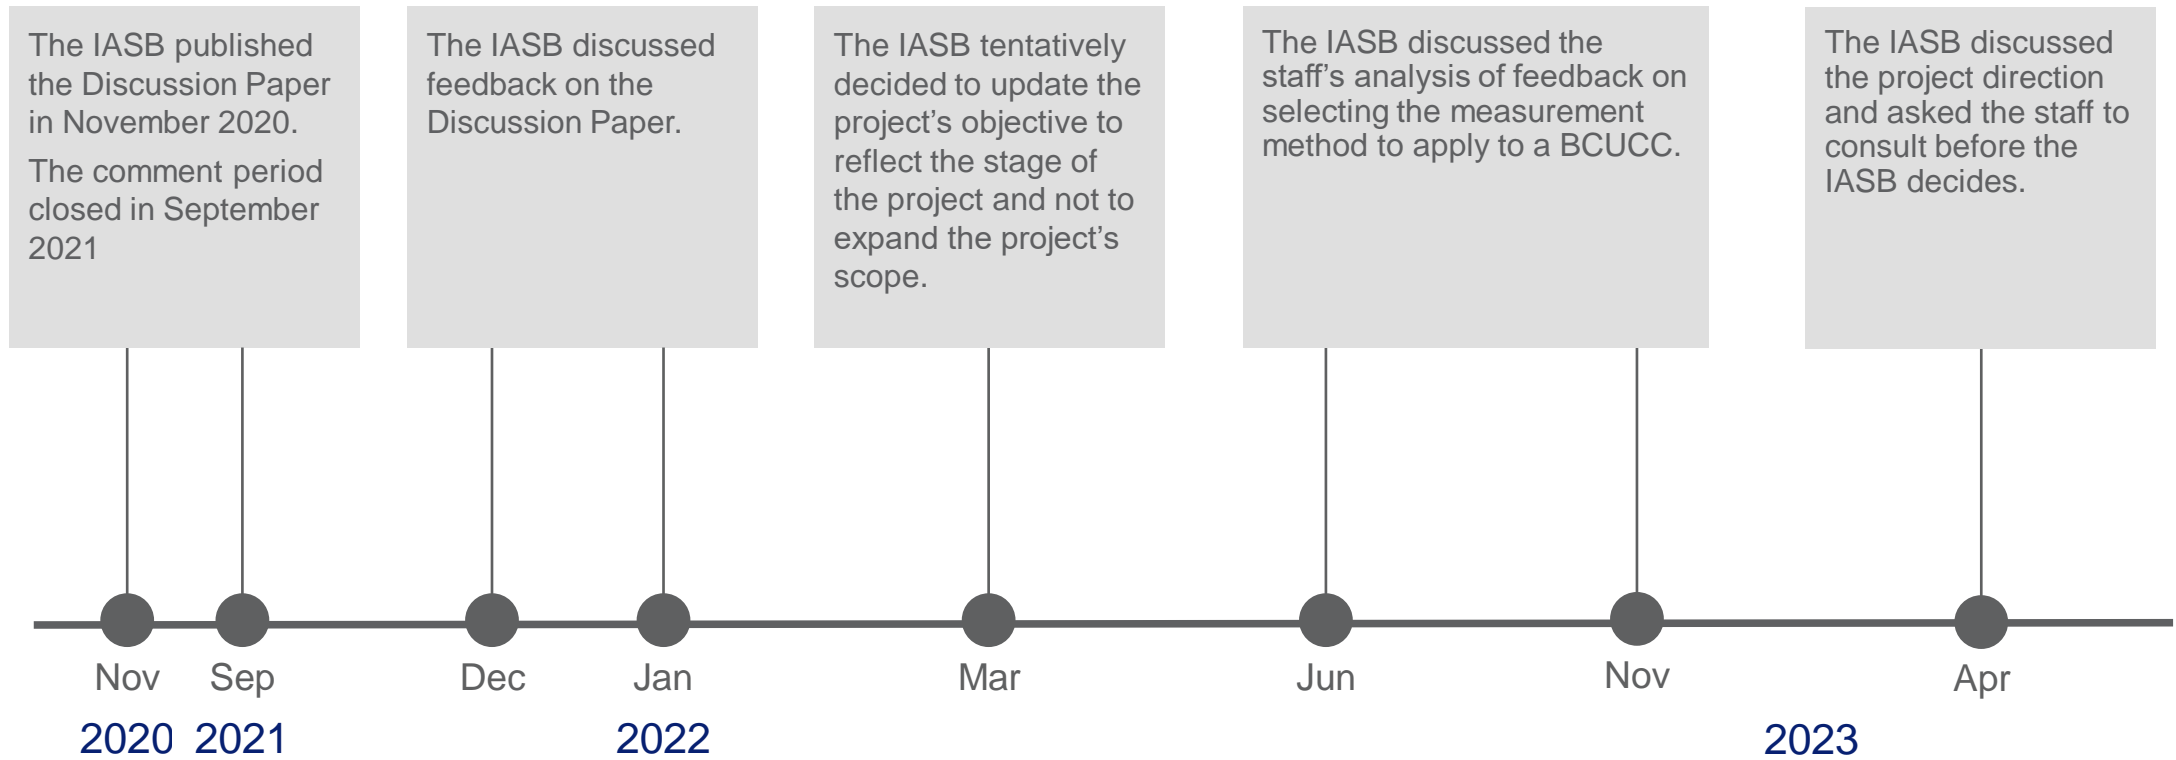 The IASB published
the Discussion Paper
in November 2020.
The comment period
closed in September
2021
The IASB discussed
feedback on the
Discussion Paper.
The IASB tentatively
decided to update the
project’s objective to
reflect the stage of
the project and not to
expand the project’s
scope.
The IASB discussed the
staff’s analysis of feedback on
selecting the measurement
method to apply to a BCUCC.
The IASB discussed
the project direction
and asked the staff to
consult before the
IASB decides.
Nov
Sep
Dec
Jan
Mar
Jun
Nov
Apr
2020
2021
2022
2023